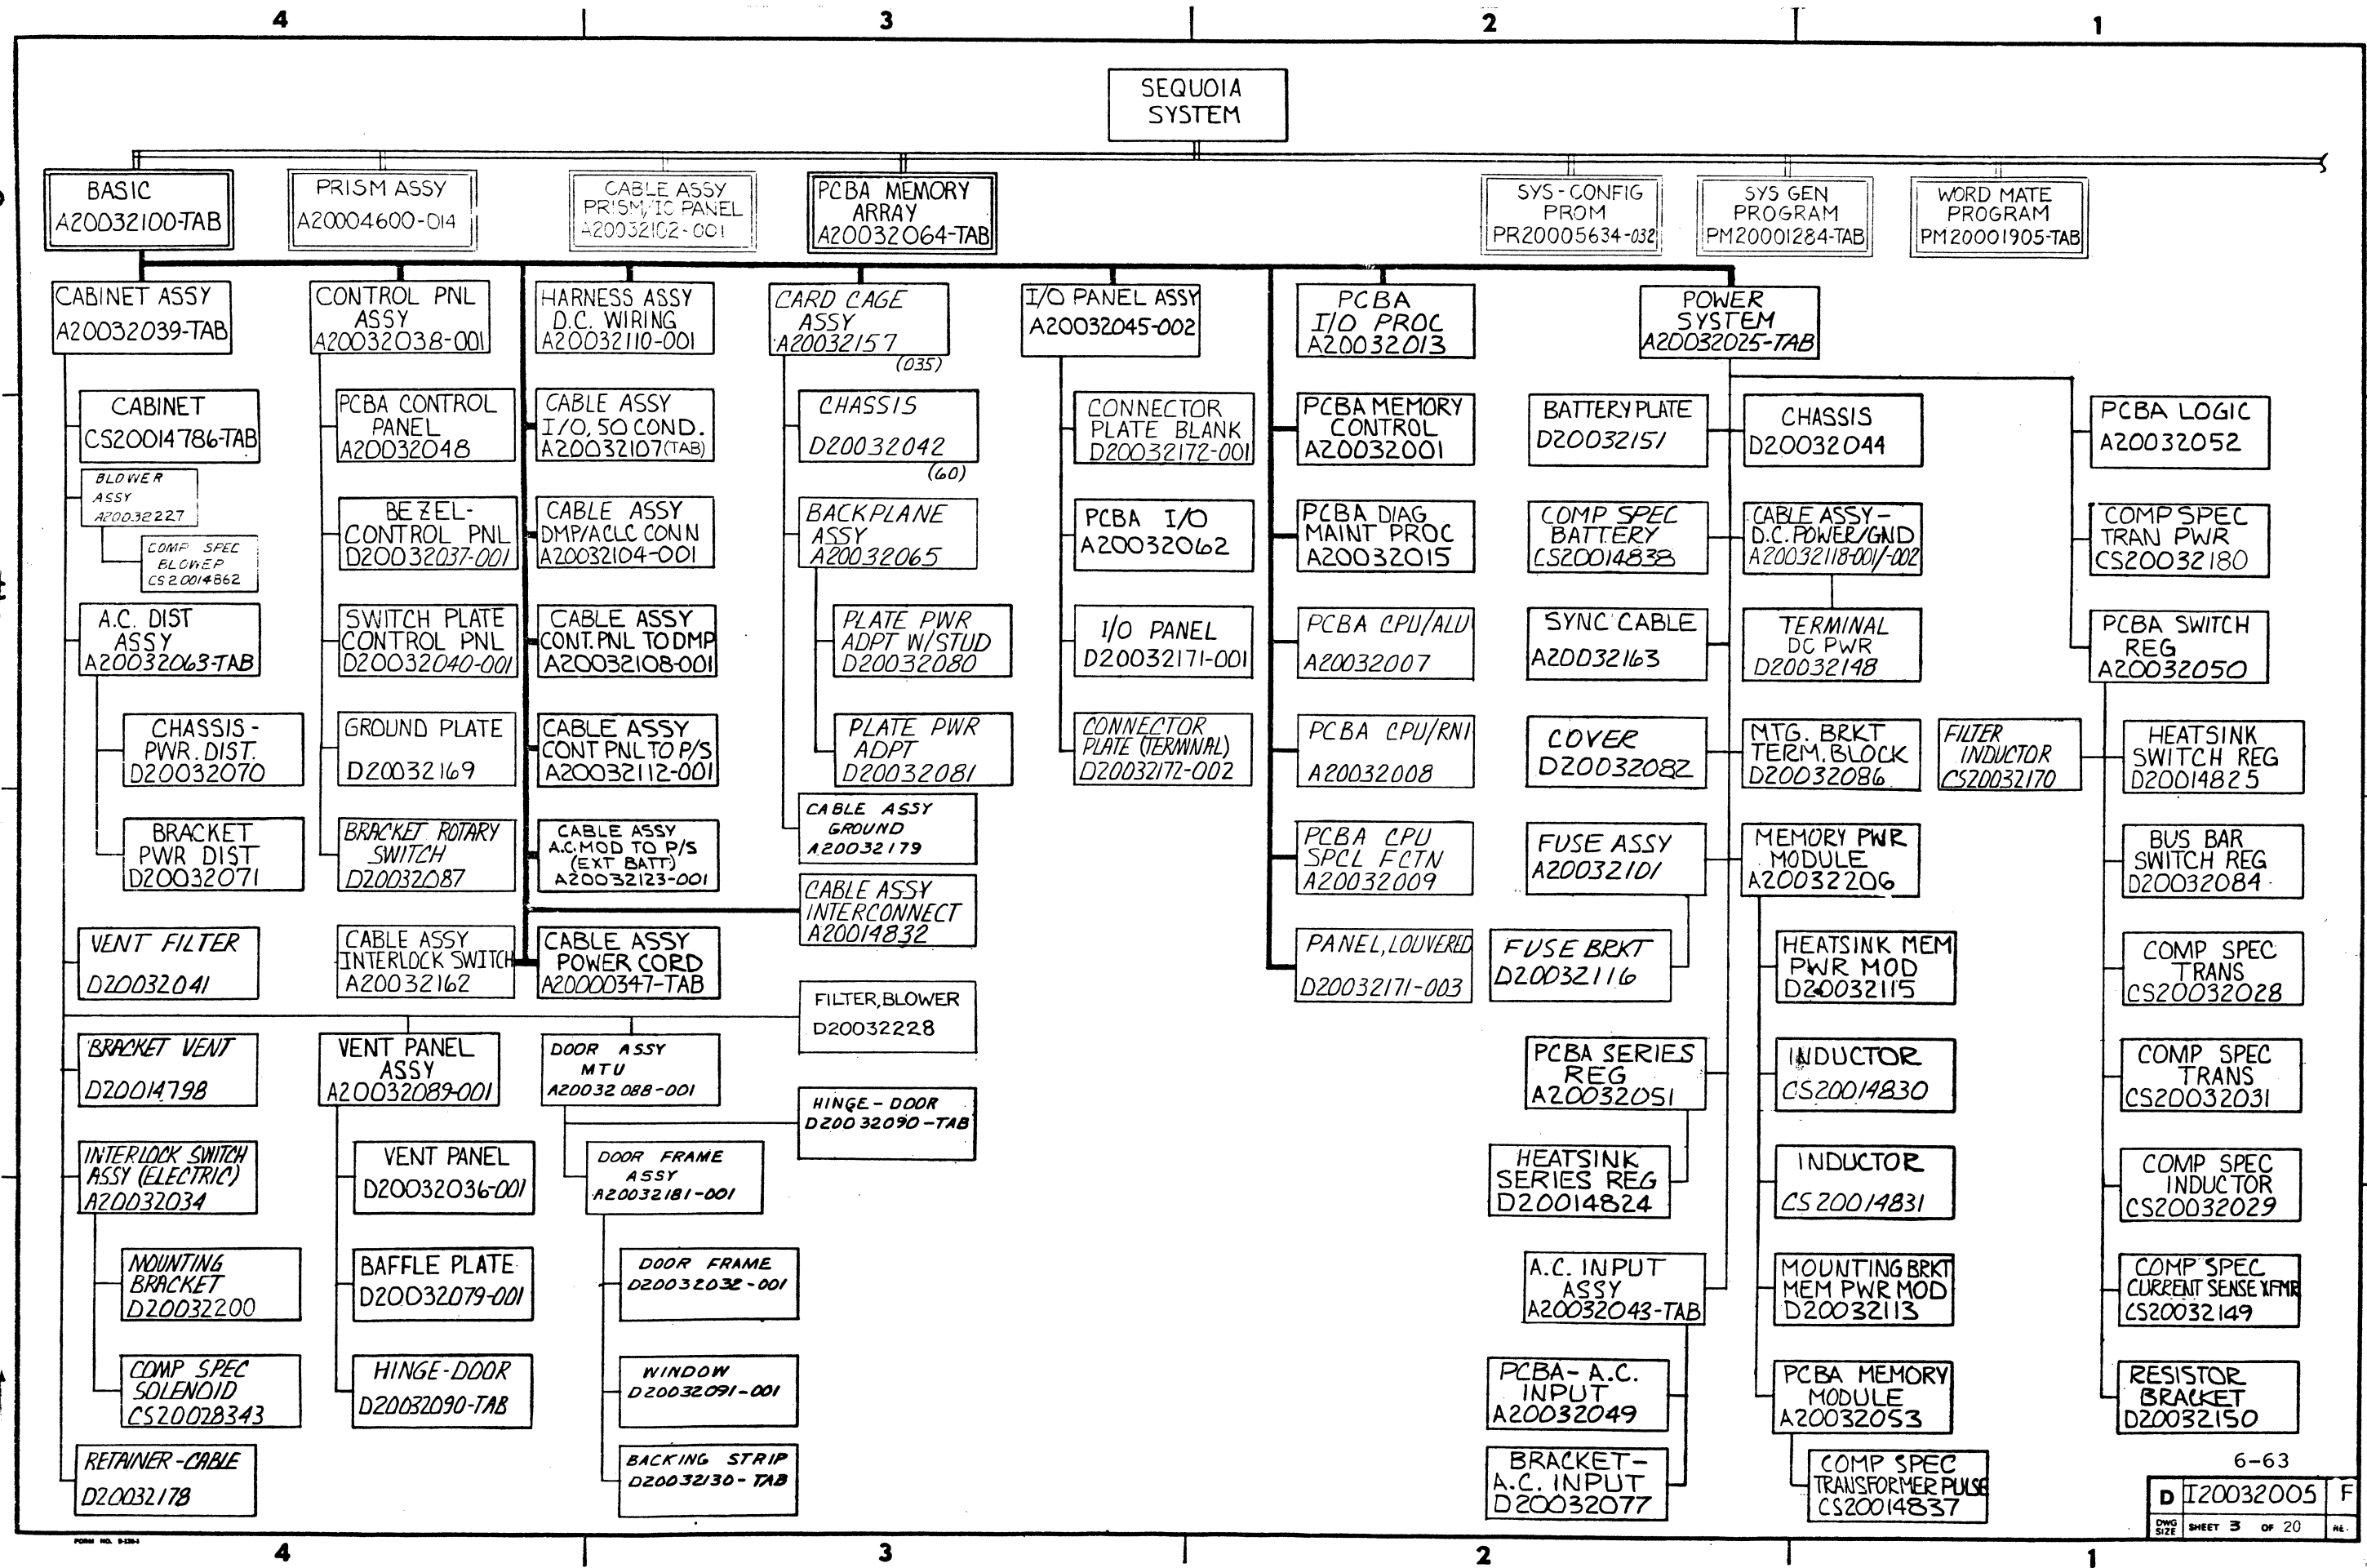 4
3
2
1
SEQUOIA
SYSTEM
BASIC
A20032100-TAB
PRISM ASSY
A20004600-014
CABLE ASSY
PRISM/IO PANEL
A20032102-001
PCBA MEMORY
ARRAY
A20032064-TAB
SYS-CONFIG
PROM
PR20005634-032
SYS GEN
PROGRAM
PM20001284-TAB
WORD MATE
PROGRAM
PM20001905-TAB
CABINET ASSY
A20032039-TAB
CONTROL PNL
ASSY
A20032038-001
HARNESS ASSY
D.C. WIRING
A20032110-001
CARD CAGE
ASSY
A20032157
(035)
I/O PANEL ASSY
A20032045-002
PCBA
I/O PROC
A20032013
POWER
SYSTEM
A20032025-TAB
CABINET
CS20014786-TAB
PCBA CONTROL
PANEL
A20032048
CABLE ASSY
I/O, 50 COND.
A20032107(TAB)
CHASSIS
D20032042
(60)
CONNECTOR
PLATE BLANK
D20032172-001
PCBA MEMORY
CONTROL
A20032001
BATTERY PLATE
D20032151
CHASSIS
D20032044
PCBA LOGIC
A20032052
BLOWER
ASSY
A20032227
BEZEL-
CONTROL PNL
D20032037-001
CABLE ASSY
DMP/ACLC CONN
A20032104-001
BACKPLANE
ASSY
A20032065
PCBA I/O
A20032062
PCBA DIAG
MAINT PROC
A20032015
COMP SPEC
BATTERY
CS20014838
CABLE ASSY-
D.C. POWER/GND
A20032118-001/-002
COMP SPEC
TRAN PWR
CS20032180
COMP SPEC
BLOWER
CS20014862
A.C. DIST
ASSY
A20032063-TAB
SWITCH PLATE
CONTROL PNL
D20032040-001
CABLE ASSY
CONT. PNL TO DMP
A20032108-001
PLATE PWR
ADPT W/STUD
D20032080
I/O PANEL
D20032171-001
PCBA CPU/ALU
A20032007
SYNC CABLE
A20032163
TERMINAL
DC PWR
D20032148
PCBA SWITCH
REG
A20032050
CHASSIS-
PWR. DIST.
D20032070
GROUND PLATE
D20032169
CABLE ASSY
CONT PNL TO P/S
A20032112-001
PLATE PWR
ADPT
D20032081
CONNECTOR
PLATE (TERMINAL)
D20032172-002
PCBA CPU/RNI
A20032008
COVER
D20032082
MTG. BRKT
TERM. BLOCK
D20032086
FILTER
INDUCTOR
CS20032170
HEATSINK
SWITCH REG
D20014825
BRACKET
PWR DIST
D20032071
BRACKET ROTARY
SWITCH
D20032087
CABLE ASSY
A.C. MOD TO P/S
(EXT BATT)
A20032123-001
CABLE ASSY
GROUND
A20032179
PCBA CPU
SPCL FCTN
A20032009
FUSE ASSY
A20032101
MEMORY PWR
MODULE
A20032206
BUS BAR
SWITCH REG
D20032084
VENT FILTER
D20032041
CABLE ASSY
INTERLOCK SWITCH
A20032162
CABLE ASSY
POWER CORD
A20000347-TAB
CABLE ASSY
INTERCONNECT
A20014832
PANEL, LOUVERED
D20032171-003
FUSE BRKT
D20032116
HEATSINK MEM
PWR MOD
D20032115
COMP SPEC
TRANS
CS20032028
FILTER, BLOWER
D20032228
BRACKET VENT
D20014798
VENT PANEL
ASSY
A20032089-001
DOOR ASSY
MTU
A20032088-001
HINGE-DOOR
D20032090-TAB
PCBA SERIES
REG
A20032051
INDUCTOR
CS20014830
COMP SPEC
TRANS
CS20032031
INTERLOCK SWITCH
ASSY (ELECTRIC)
A20032034
VENT PANEL
D20032036-001
DOOR FRAME
ASSY
A20032181-001
HEATSINK
SERIES REG
D20014824
INDUCTOR
CS20014831
COMP SPEC
INDUCTOR
CS20032029
MOUNTING
BRACKET
D20032200
BAFFLE PLATE
D20032079-001
DOOR FRAME
D20032032-001
A.C. INPUT
ASSY
A20032043-TAB
MOUNTING BRKT
MEM PWR MOD
D20032113
COMP SPEC
CURRENT SENSE XFMR
CS20032149
COMP SPEC
SOLENOID
CS20028343
HINGE-DOOR
D20032090-TAB
WINDOW
D20032091-001
PCBA-A.C.
INPUT
A20032049
PCBA MEMORY
MODULE
A20032053
RESISTOR
BRACKET
D20032150
RETAINER-CABLE
D20032178
BACKING STRIP
D20032130-TAB
BRACKET-
A.C. INPUT
D20032077
COMP SPEC
TRANSFORMER PULSE
CS20014837
6-63
D I20032005 F
DWG SIZE SHEET 3 OF 20
FORM NO.
4
3
2
1